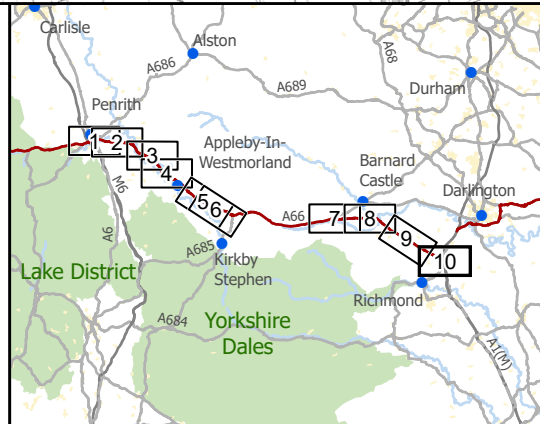 Carlisle
Alston
A68
A686
A689
Durham
Penrith
1
2
3
4
5
6
Appleby-In-
Westmorland
Barnard
Castle
Darlington
M6
A6
A66
7
8
9
10
A685
Kirkby
Stephen
Lake District
Richmond
A684
Yorkshire
Dales
A1(M)